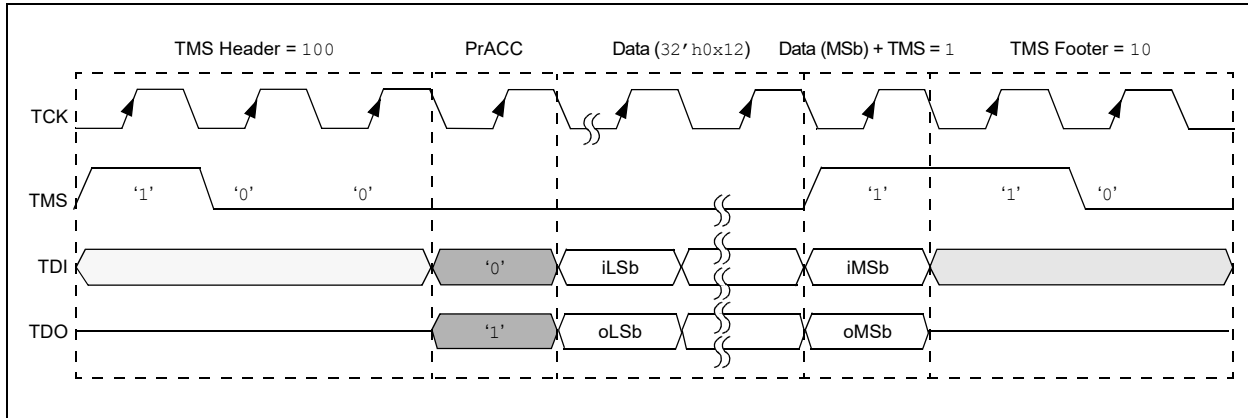 TMS Header = 100 PrACC Data (32’h0x12) Data (MSb) + TMS = 1 TMS Footer = 10
TCK
TMS ‘1’ ‘0’ ‘0’ ‘1’ ‘1’ ‘0’
TDI ‘0’ iLSb iMSb
TDO ‘1’ oLSb oMSb